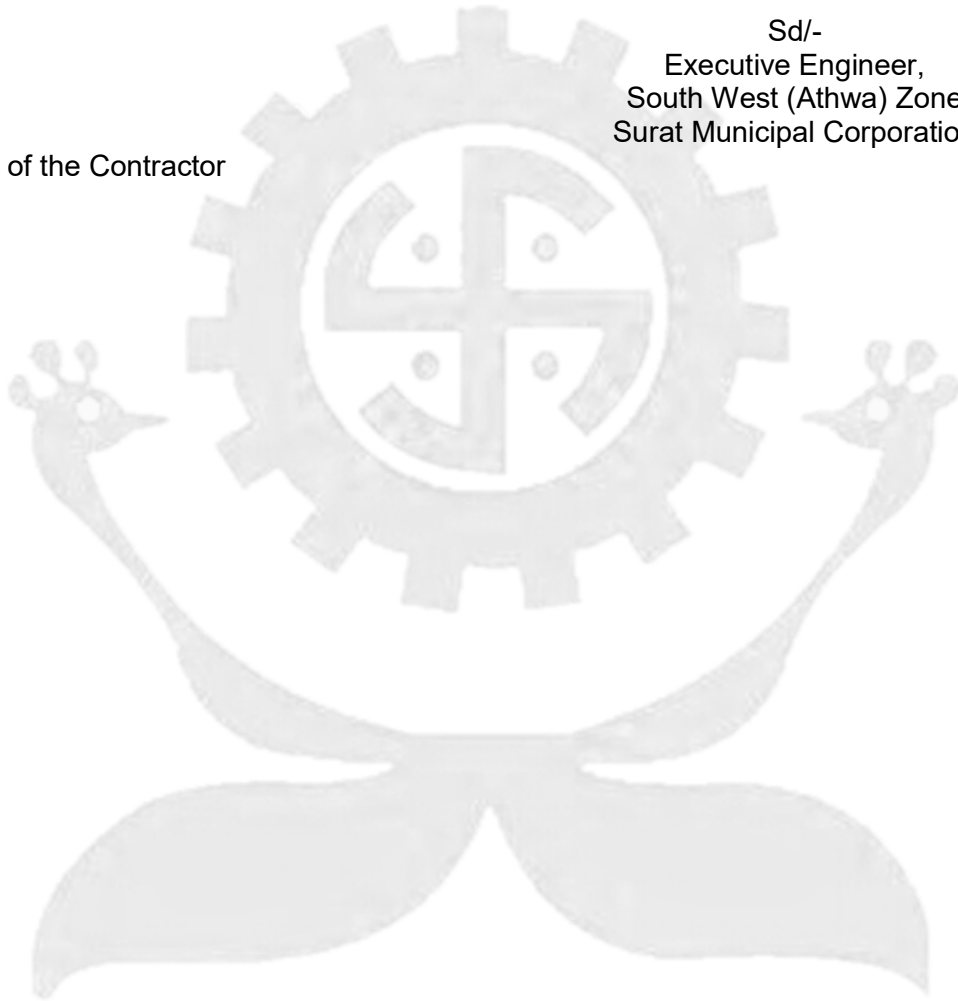 Sd/-
Executive Engineer,
South West (Athwa) Zone
Surat Municipal Corporatio
of the Contractor